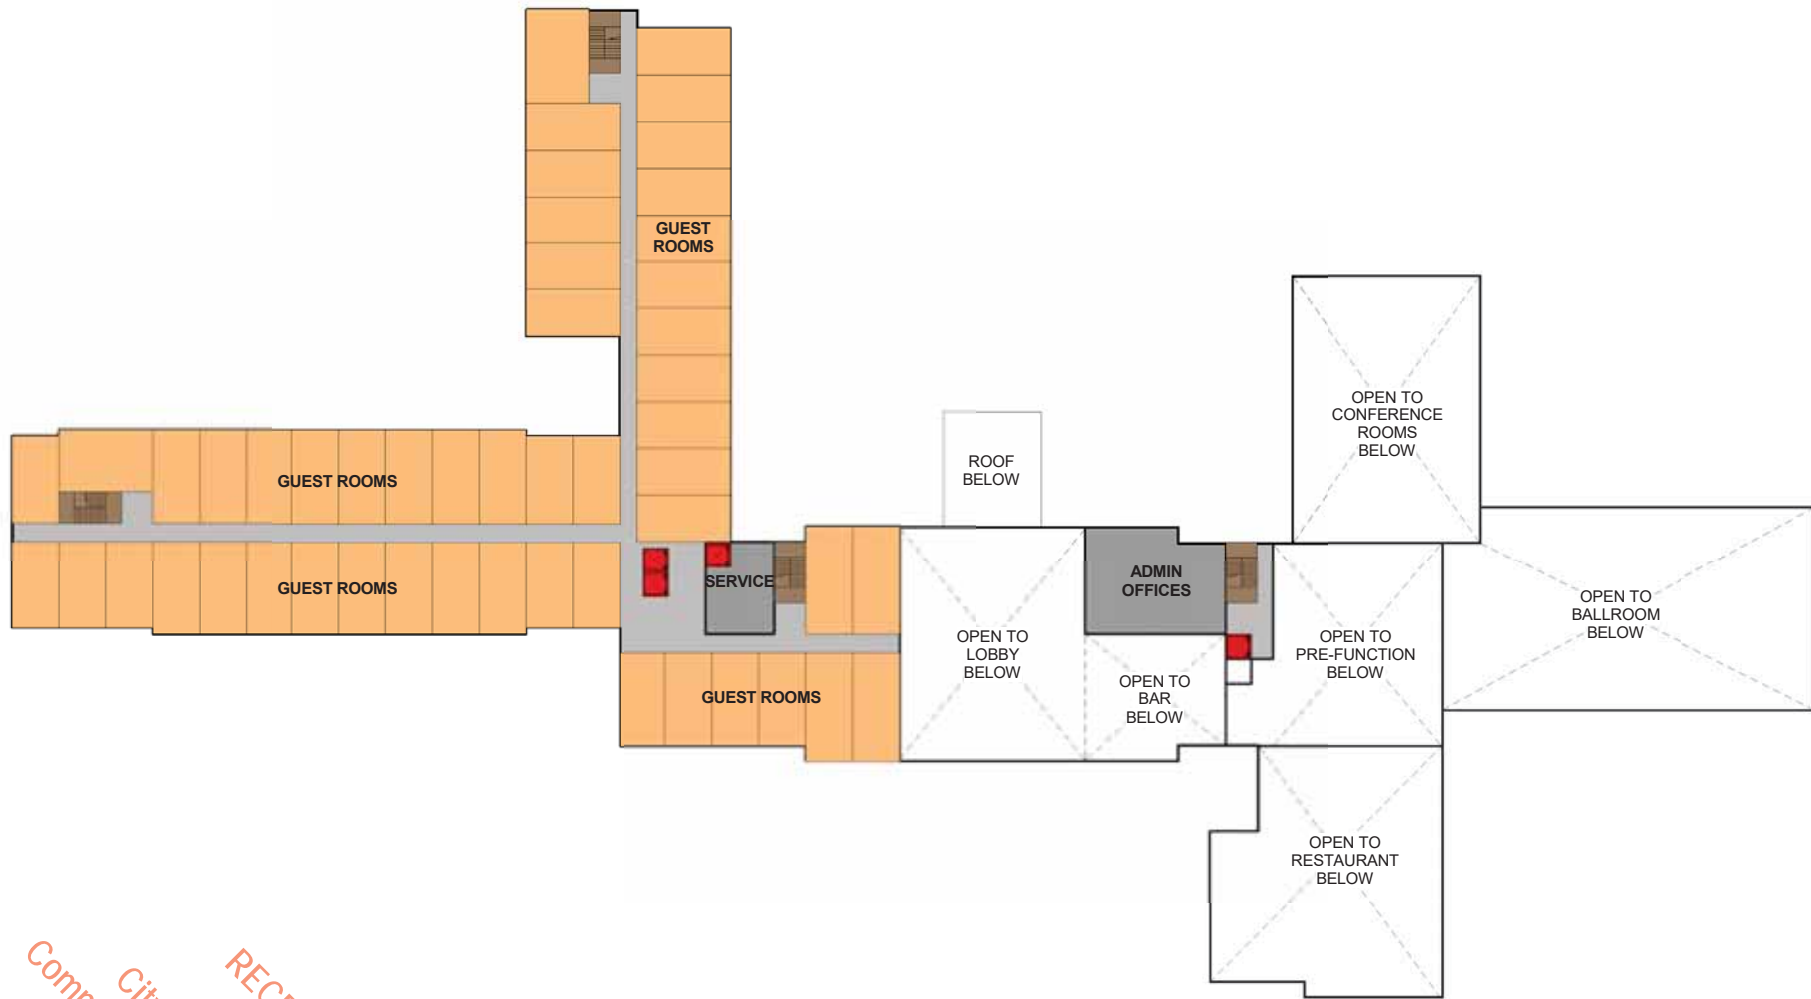 GUEST
ROOMS
GUEST ROOMS
GUEST ROOMS
SERVICE
GUEST ROOMS
ROOF
BELOW
OPEN TO
LOBBY
BELOW
ADMIN
OFFICES
OPEN TO
BAR
BELOW
OPEN TO
CONFERENCE
ROOMS
BELOW
OPEN TO
PRE-FUNCTION
BELOW
OPEN TO
BALLROOM
BELOW
OPEN TO
RESTAURANT
BELOW